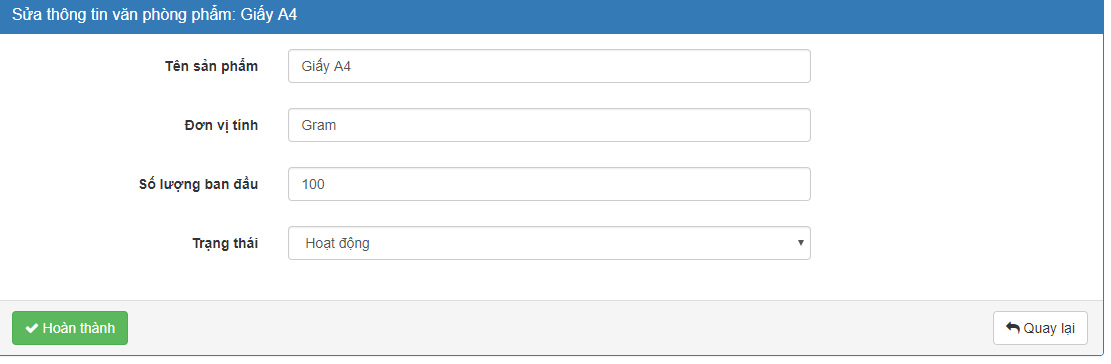 Sửa thông tin văn phòng phẩm: Giấy A4
Tên sản phẩm Giấy A4
Đơn vị tính Gram
Số lượng ban đầu 100
Trạng thái Hoạt động
Hoàn thành Quay lại